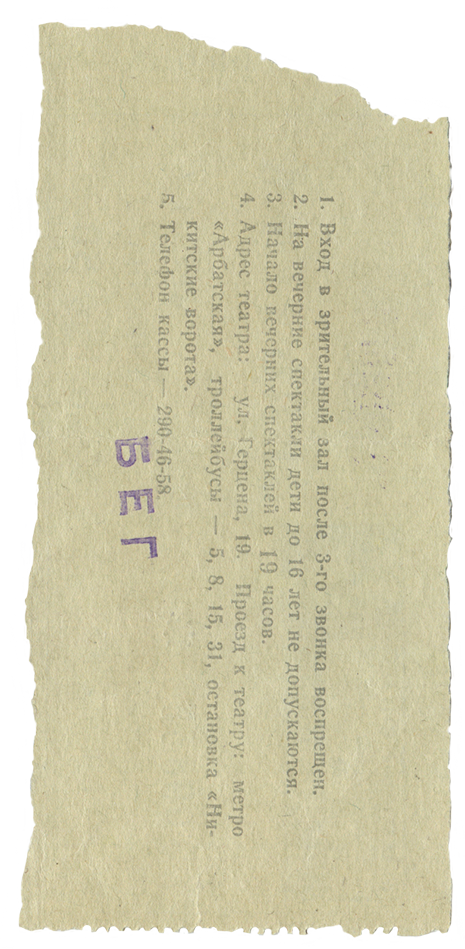 1. Вход в зрительный зал после 3-го звонка воспрещен.
2. На вечерние спектакли дети до 16 лет не допускаются.
3. Начало вечерних спектаклей в 19 часов.
4. Адрес театра: ул. Герцена, 19. Проезд к театру: метро
«Арбатская», троллейбусы — 5, 8, 15, 31, остановка «Ни-
китские ворота».
5. Телефон кассы — 290-46-58.
БЕГ